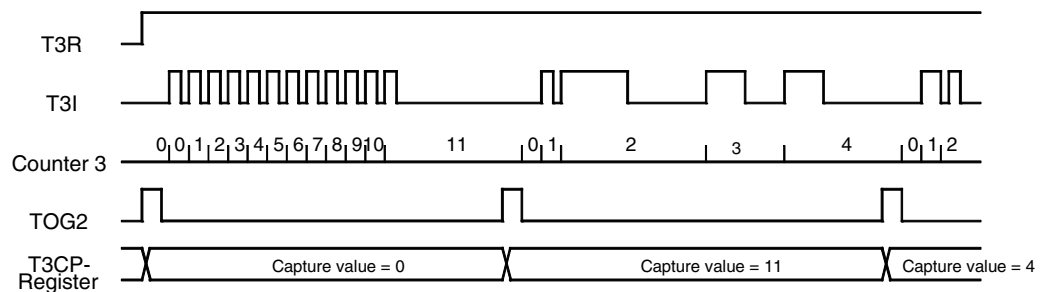 T3R
T3I
0 0 1 2 3 4 5 6 7 8 9 10 11 0 1 2 3 4 0 1 2
Counter 3
TOG2
T3CP-
Register
Capture value = 0 Capture value = 11 Capture value = 4